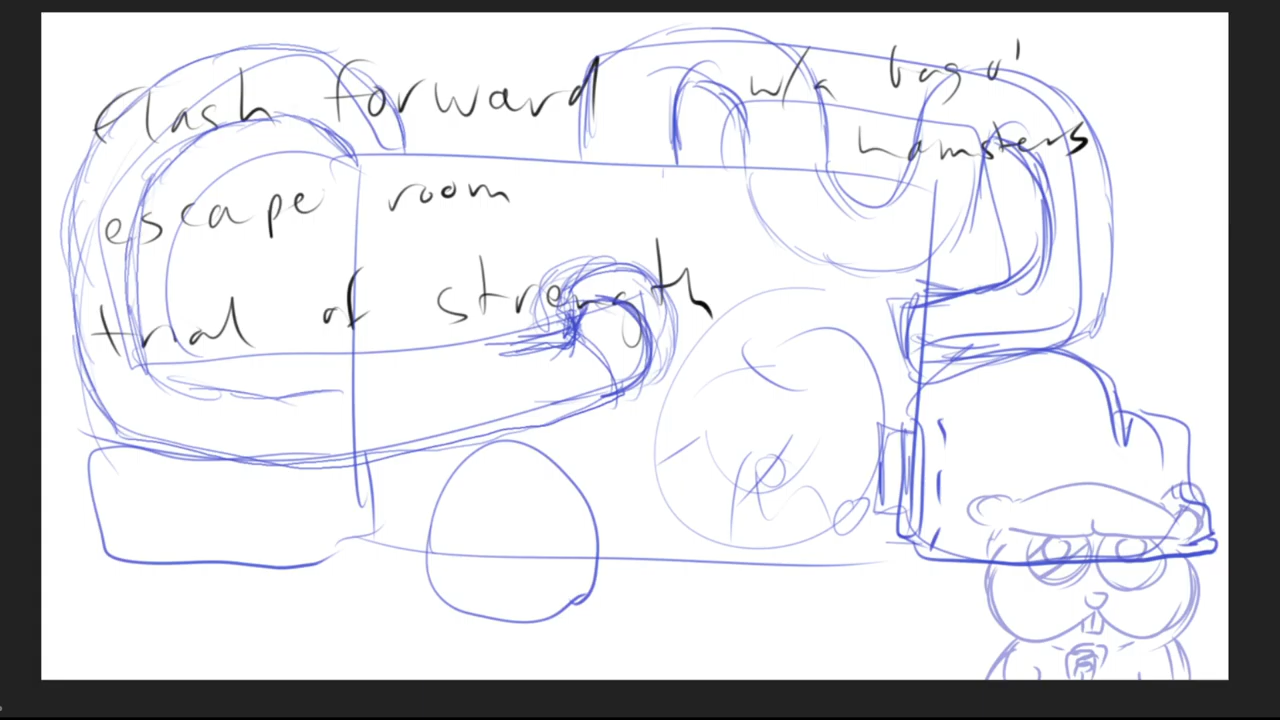 flash forward w/a bag o'
hamsters
escape room
trial of strength